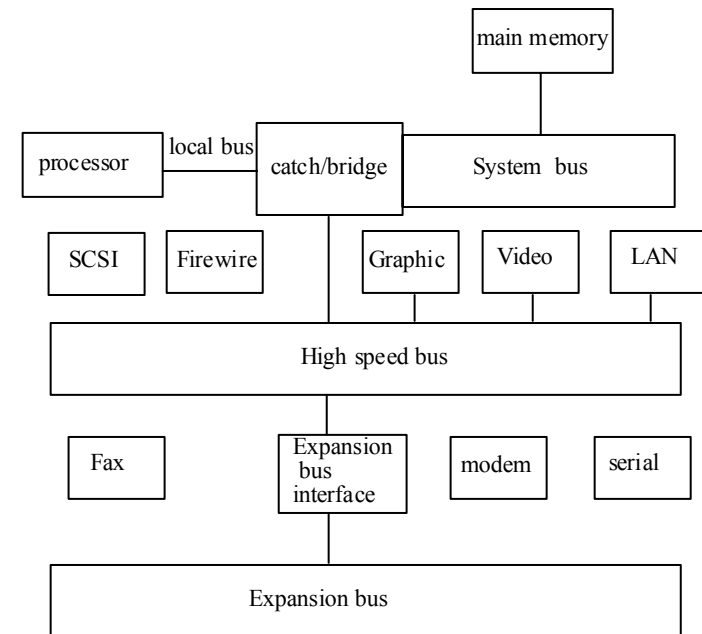 main memory
local bus
processor
catch/bridge
System bus
SCSI
Firewire
Graphic
Video
LAN
High speed bus
Fax
Expansion
bus
interface
modem
serial
Expansion bus